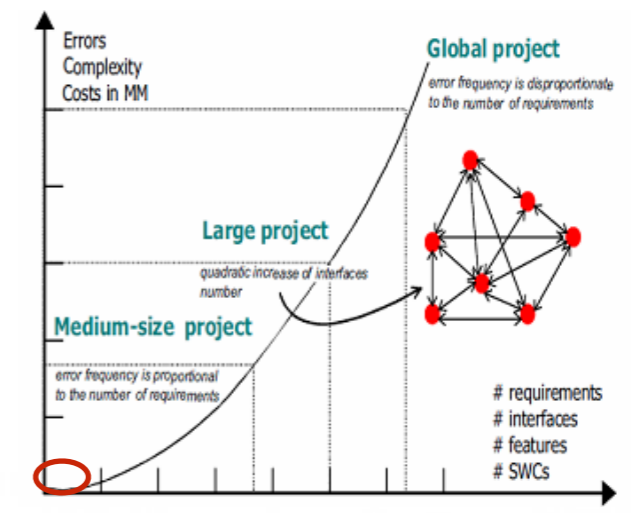 Errors
Complexity
Costs in MM
Global project
error frequency is disproportionate
to the number of requirements
Large project
quadratic increase of interfaces
number
Medium-size project
error frequency is proportional
to the number of requirements
# requirements
# interfaces
# features
# SWCs